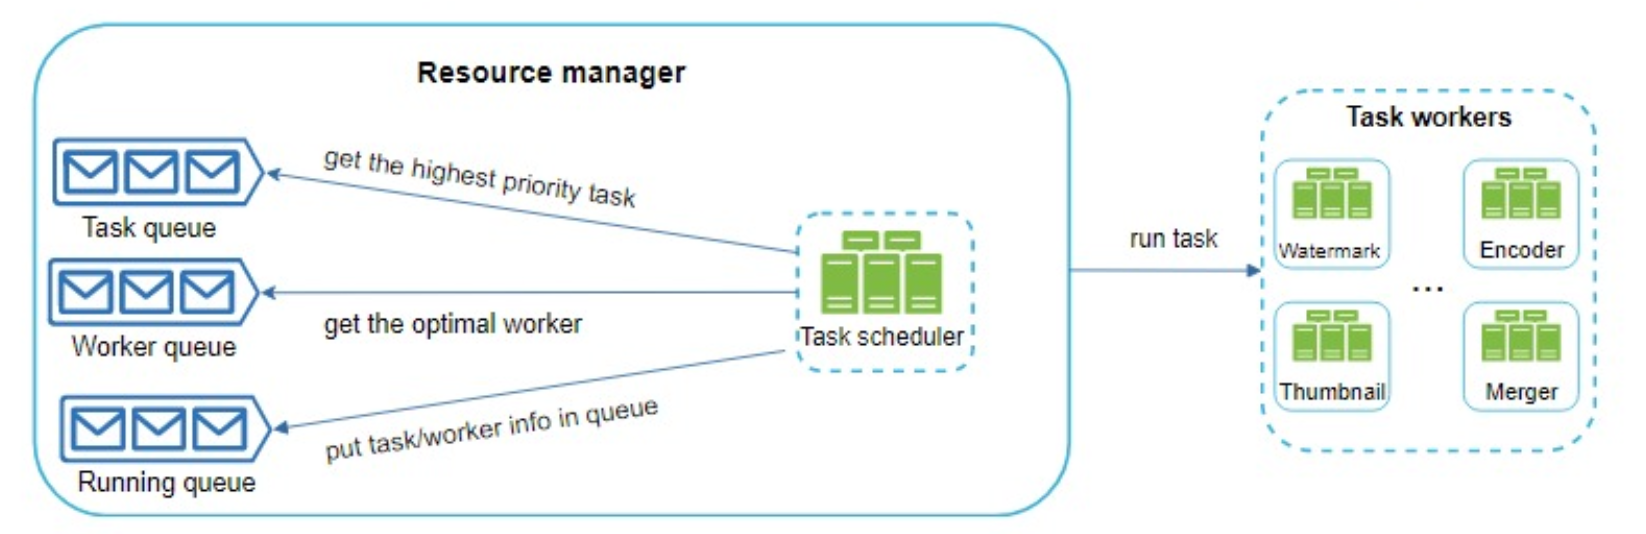 Resource manager
get the highest priority task
Task queue
get the optimal worker
Worker queue
put task/worker info in queue
Running queue
Task scheduler
run task
Task workers
Watermark
Encoder
...
Thumbnail
Merger